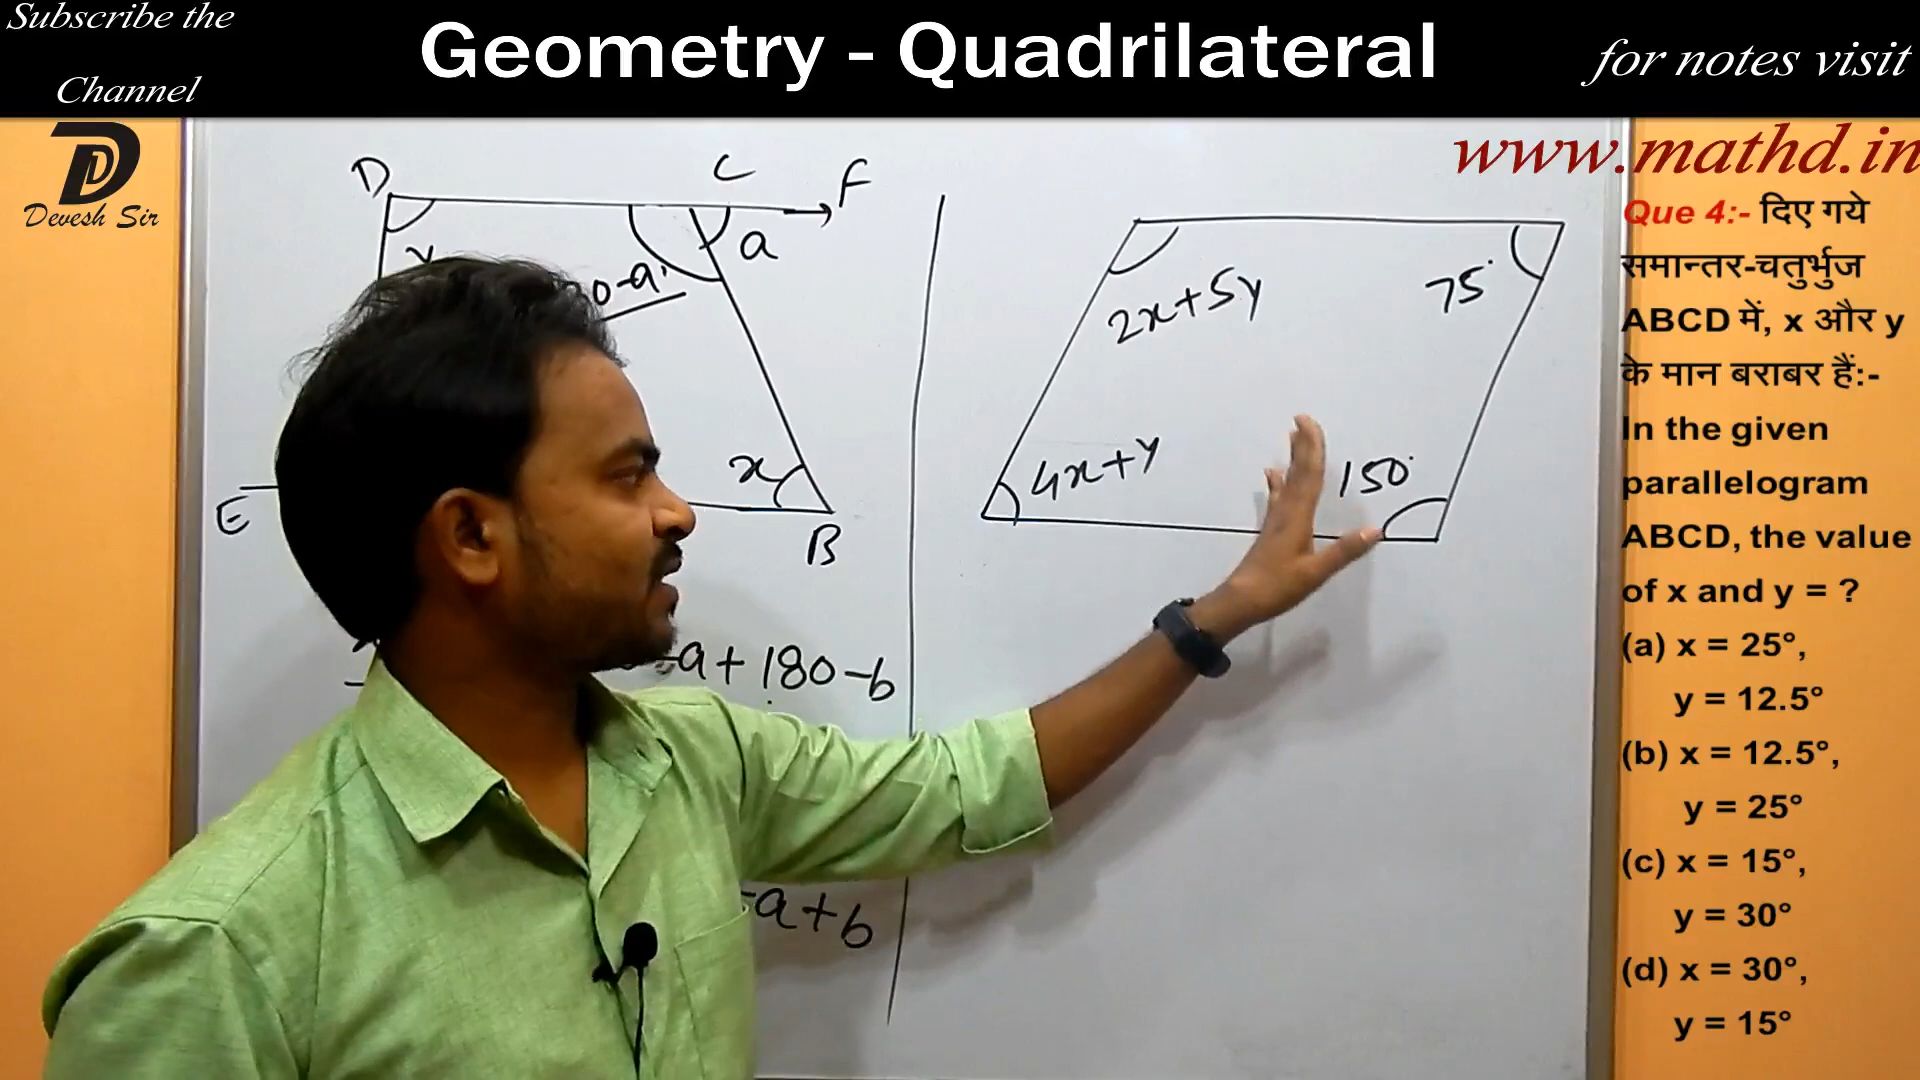 Subscribe the
Channel
Geometry - Quadrilateral
for notes visit
www.mathd.in
D
Devesh Sir
D
C
F
a
0-a
x
E
B
a+180-b
=a+b
2x+5y
75°
4x+y
150°
Que 4:- दिए गये
समान्तर-चतुर्भुज
ABCD में, x और y
के मान बराबर हैं:-
In the given
parallelogram
ABCD, the value
of x and y = ?
(a) x = 25°,
y = 12.5°
(b) x = 12.5°,
y = 25°
(c) x = 15°,
y = 30°
(d) x = 30°,
y = 15°